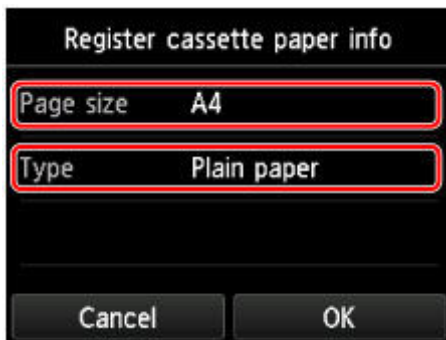 Register cassette paper info
Page size A4
Type Plain paper
Cancel OK